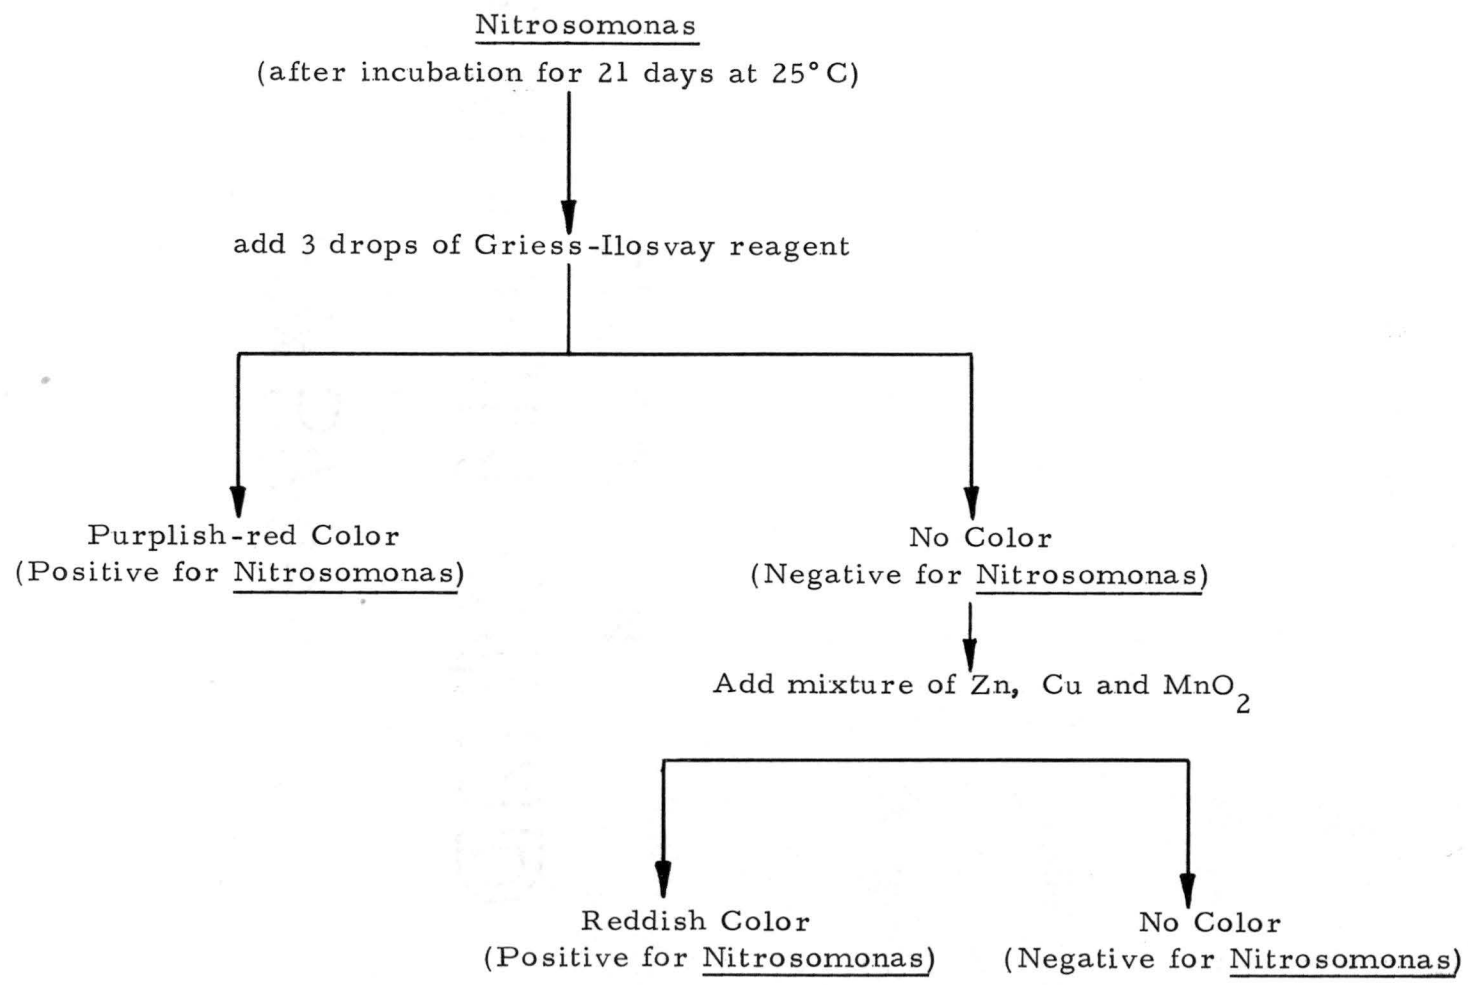 Nitrosomonas
(after incubation for 21 days at 25°C)
add 3 drops of Griess-Ilosvay reagent
Purplish-red Color
(Positive for Nitrosomonas)
No Color
(Negative for Nitrosomonas)
Add mixture of Zn, Cu and MnO2
Reddish Color
(Positive for Nitrosomonas)
No Color
(Negative for Nitrosomonas)